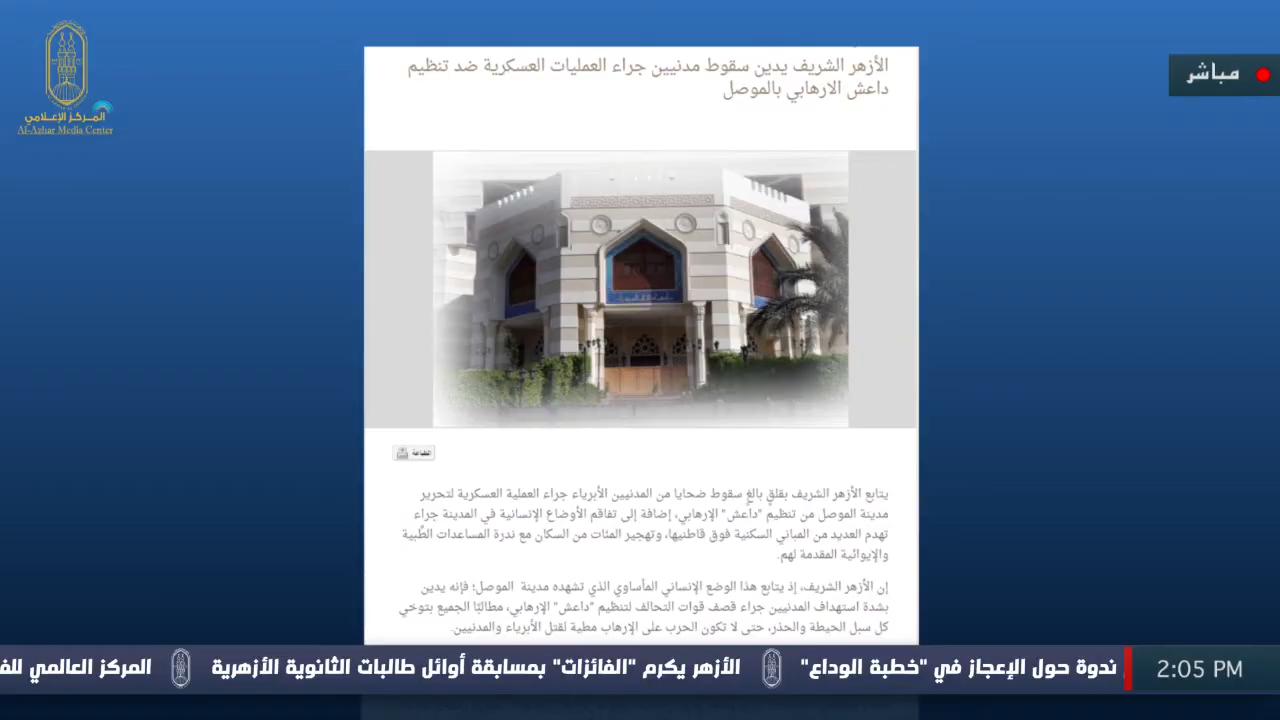 المركز الإعلامي
Al-Azhar Media Center
مباشر
الأزهر الشريف يدين سقوط مدنيين جراء العمليات العسكرية ضد تنظيم
داعش الارهابي بالموصل
الطباعة
يتابع الأزهر الشريف بقلقٍ بالغٍ سقوط ضحايا من المدنيين الأبرياء جراء العملية العسكرية لتحرير
مدينة الموصل من تنظيم "داعش" الإرهابي، إضافة إلى تفاقم الأوضاع الإنسانية في المدينة جراء
تهدم العديد من المباني السكنية فوق قاطنيها، وتهجير المئات من السكان مع ندرة المساعدات الطِّبية
والإيوائية المقدمة لهم.
إن الأزهر الشريف، إذ يتابع هذا الوضع الإنساني المأساوي الذي تشهده مدينة الموصل؛ فإنه يدين
بشدة استهداف المدنيين جراء قصف قوات التحالف لتنظيم "داعش" الإرهابي، مطالبًا الجميع بتوخي
كل سبل الحيطة والحذر، حتى لا تكون الحرب على الإرهاب مطية لقتل الأبرياء والمدنيين.
ندوة حول الإعجاز في "خطبة الوداع" الأزهر يكرم "الفائزات" بمسابقة أوائل طالبات الثانوية الأزهرية المركز العالمي للف
2:05 PM